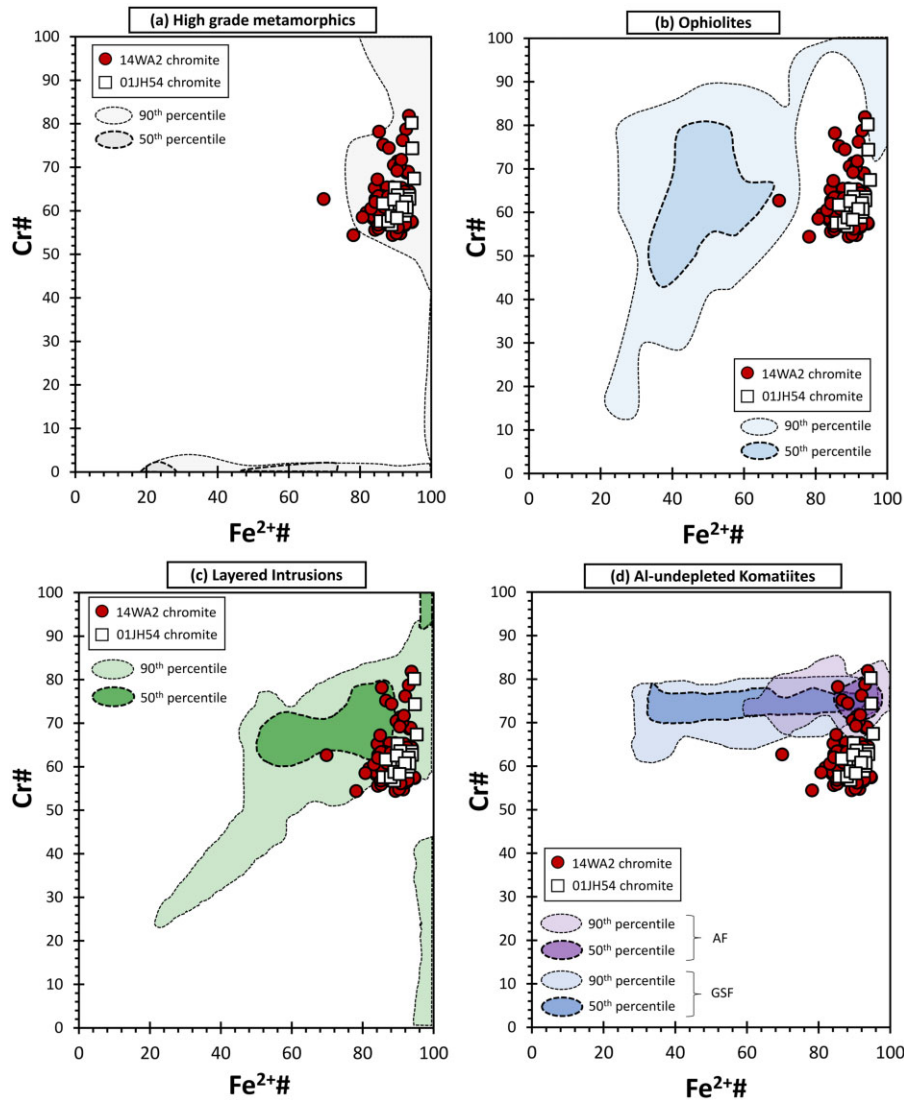 (a) High grade metamorphics
100
90
80
70
60
50
40
30
20
10
0
Cr#
14WA2 chromite
01JH54 chromite
90th percentile
50th percentile
0 20 40 60 80 100
Fe2+#
(b) Ophiolites
100
90
80
70
60
50
40
30
20
10
0
Cr#
14WA2 chromite
01JH54 chromite
90th percentile
50th percentile
0 20 40 60 80 100
Fe2+#
(c) Layered Intrusions
100
90
80
70
60
50
40
30
20
10
0
Cr#
14WA2 chromite
01JH54 chromite
90th percentile
50th percentile
0 20 40 60 80 100
Fe2+#
(d) Al-undepleted Komatiites
100
90
80
70
60
50
40
30
20
10
0
Cr#
14WA2 chromite
01JH54 chromite
90th percentile
50th percentile
AF
90th percentile
50th percentile
GSF
0 20 40 60 80 100
Fe2+#